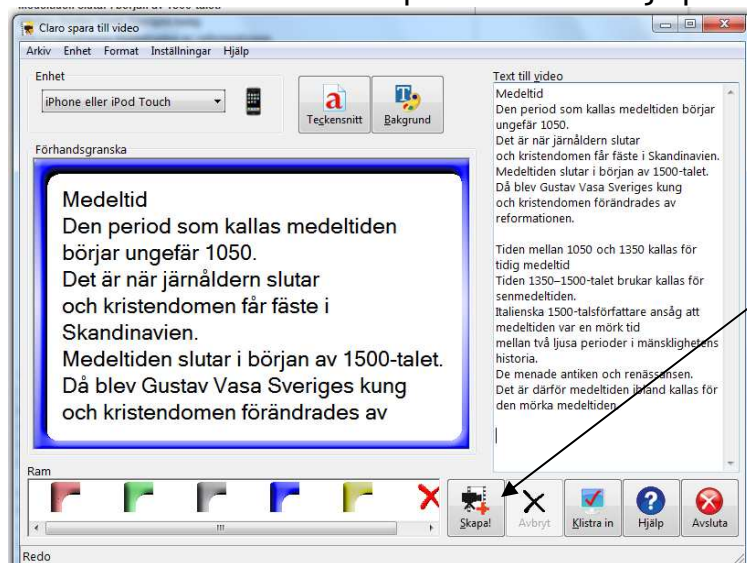 Claro spara till video
Arkiv Enhet Format Inställningar Hjälp
Enhet
iPhone eller iPod Touch
Teckensnitt
Bakgrund
Förhandsgranska
Medeltid
Den period som kallas medeltiden
börjar ungefär 1050.
Det är när järnåldern slutar
och kristendomen får fäste i
Skandinavien.
Medeltiden slutar i början av 1500-talet.
Då blev Gustav Vasa Sveriges kung
och kristendomen förändrades av
Text till video
Medeltid
Den period som kallas medeltiden börjar
ungefär 1050.
Det är när järnåldern slutar
och kristendomen får fäste i Skandinavien.
Medeltiden slutar i början av 1500-talet.
Då blev Gustav Vasa Sveriges kung
och kristendomen förändrades av
reformationen.
Tiden mellan 1050 och 1350 kallas för
tidig medeltid
Tiden 1350–1500-talet brukar kallas för
senmedeltiden.
Italienska 1500-talsförfattare ansåg att
medeltiden var en mörk tid
mellan två ljusa perioder i mänsklighetens
historia.
De menade antiken och renässansen.
Det är därför medeltiden ibland kallas för
den mörka medeltiden.
Ram
Skapa!
Avbryt
Klistra in
Hjälp
Avsluta
Redo